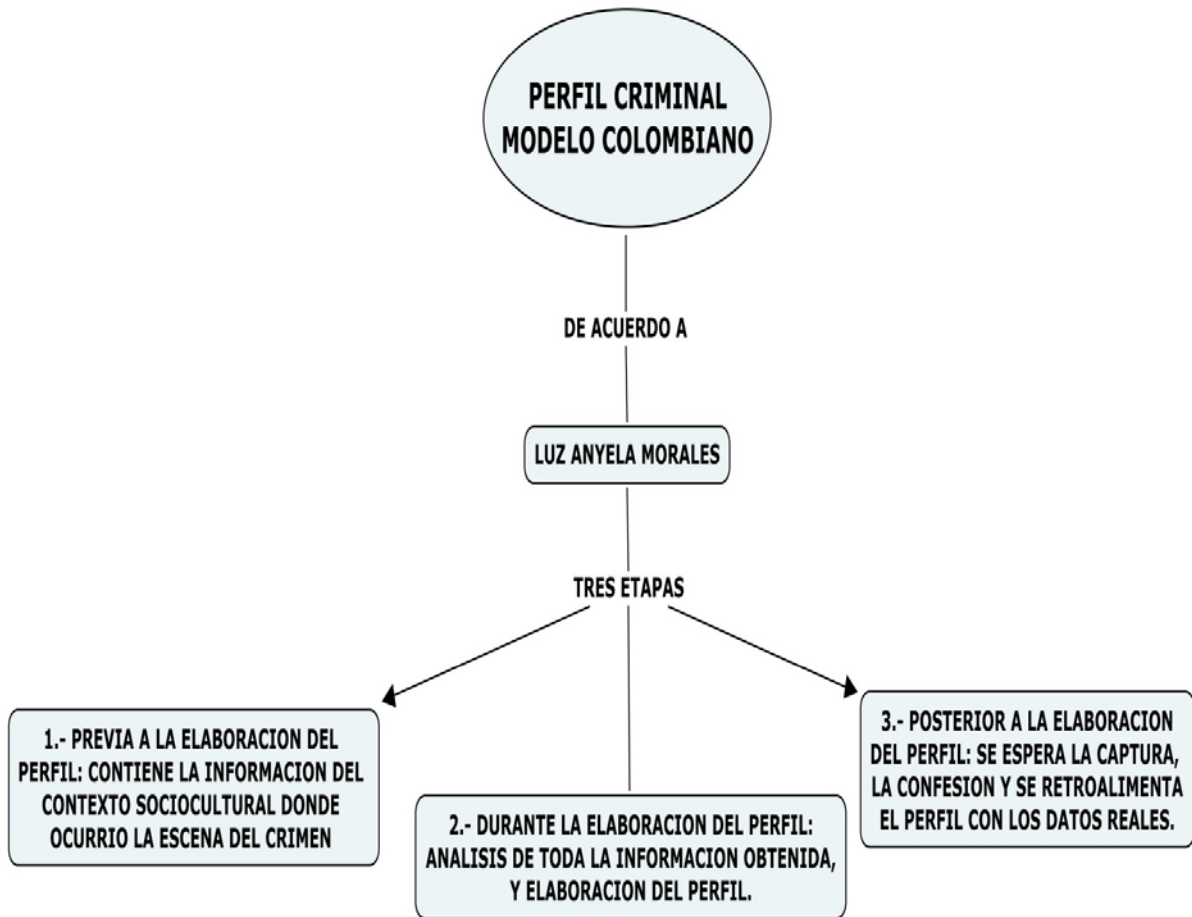 PERFIL CRIMINAL
MODELO COLOMBIANO
DE ACUERDO A
LUZ ANYELA MORALES
TRES ETAPAS
1.- PREVIA A LA ELABORACION DEL
PERFIL: CONTIENE LA INFORMACION DEL
CONTEXTO SOCIOCULTURAL DONDE
OCURRIO LA ESCENA DEL CRIMEN
2.- DURANTE LA ELABORACION DEL PERFIL:
ANALISIS DE TODA LA INFORMACION OBTENIDA,
Y ELABORACION DEL PERFIL.
3.- POSTERIOR A LA ELABORACION
DEL PERFIL: SE ESPERA LA CAPTURA,
LA CONFESION Y SE RETROALIMENTA
EL PERFIL CON LOS DATOS REALES.